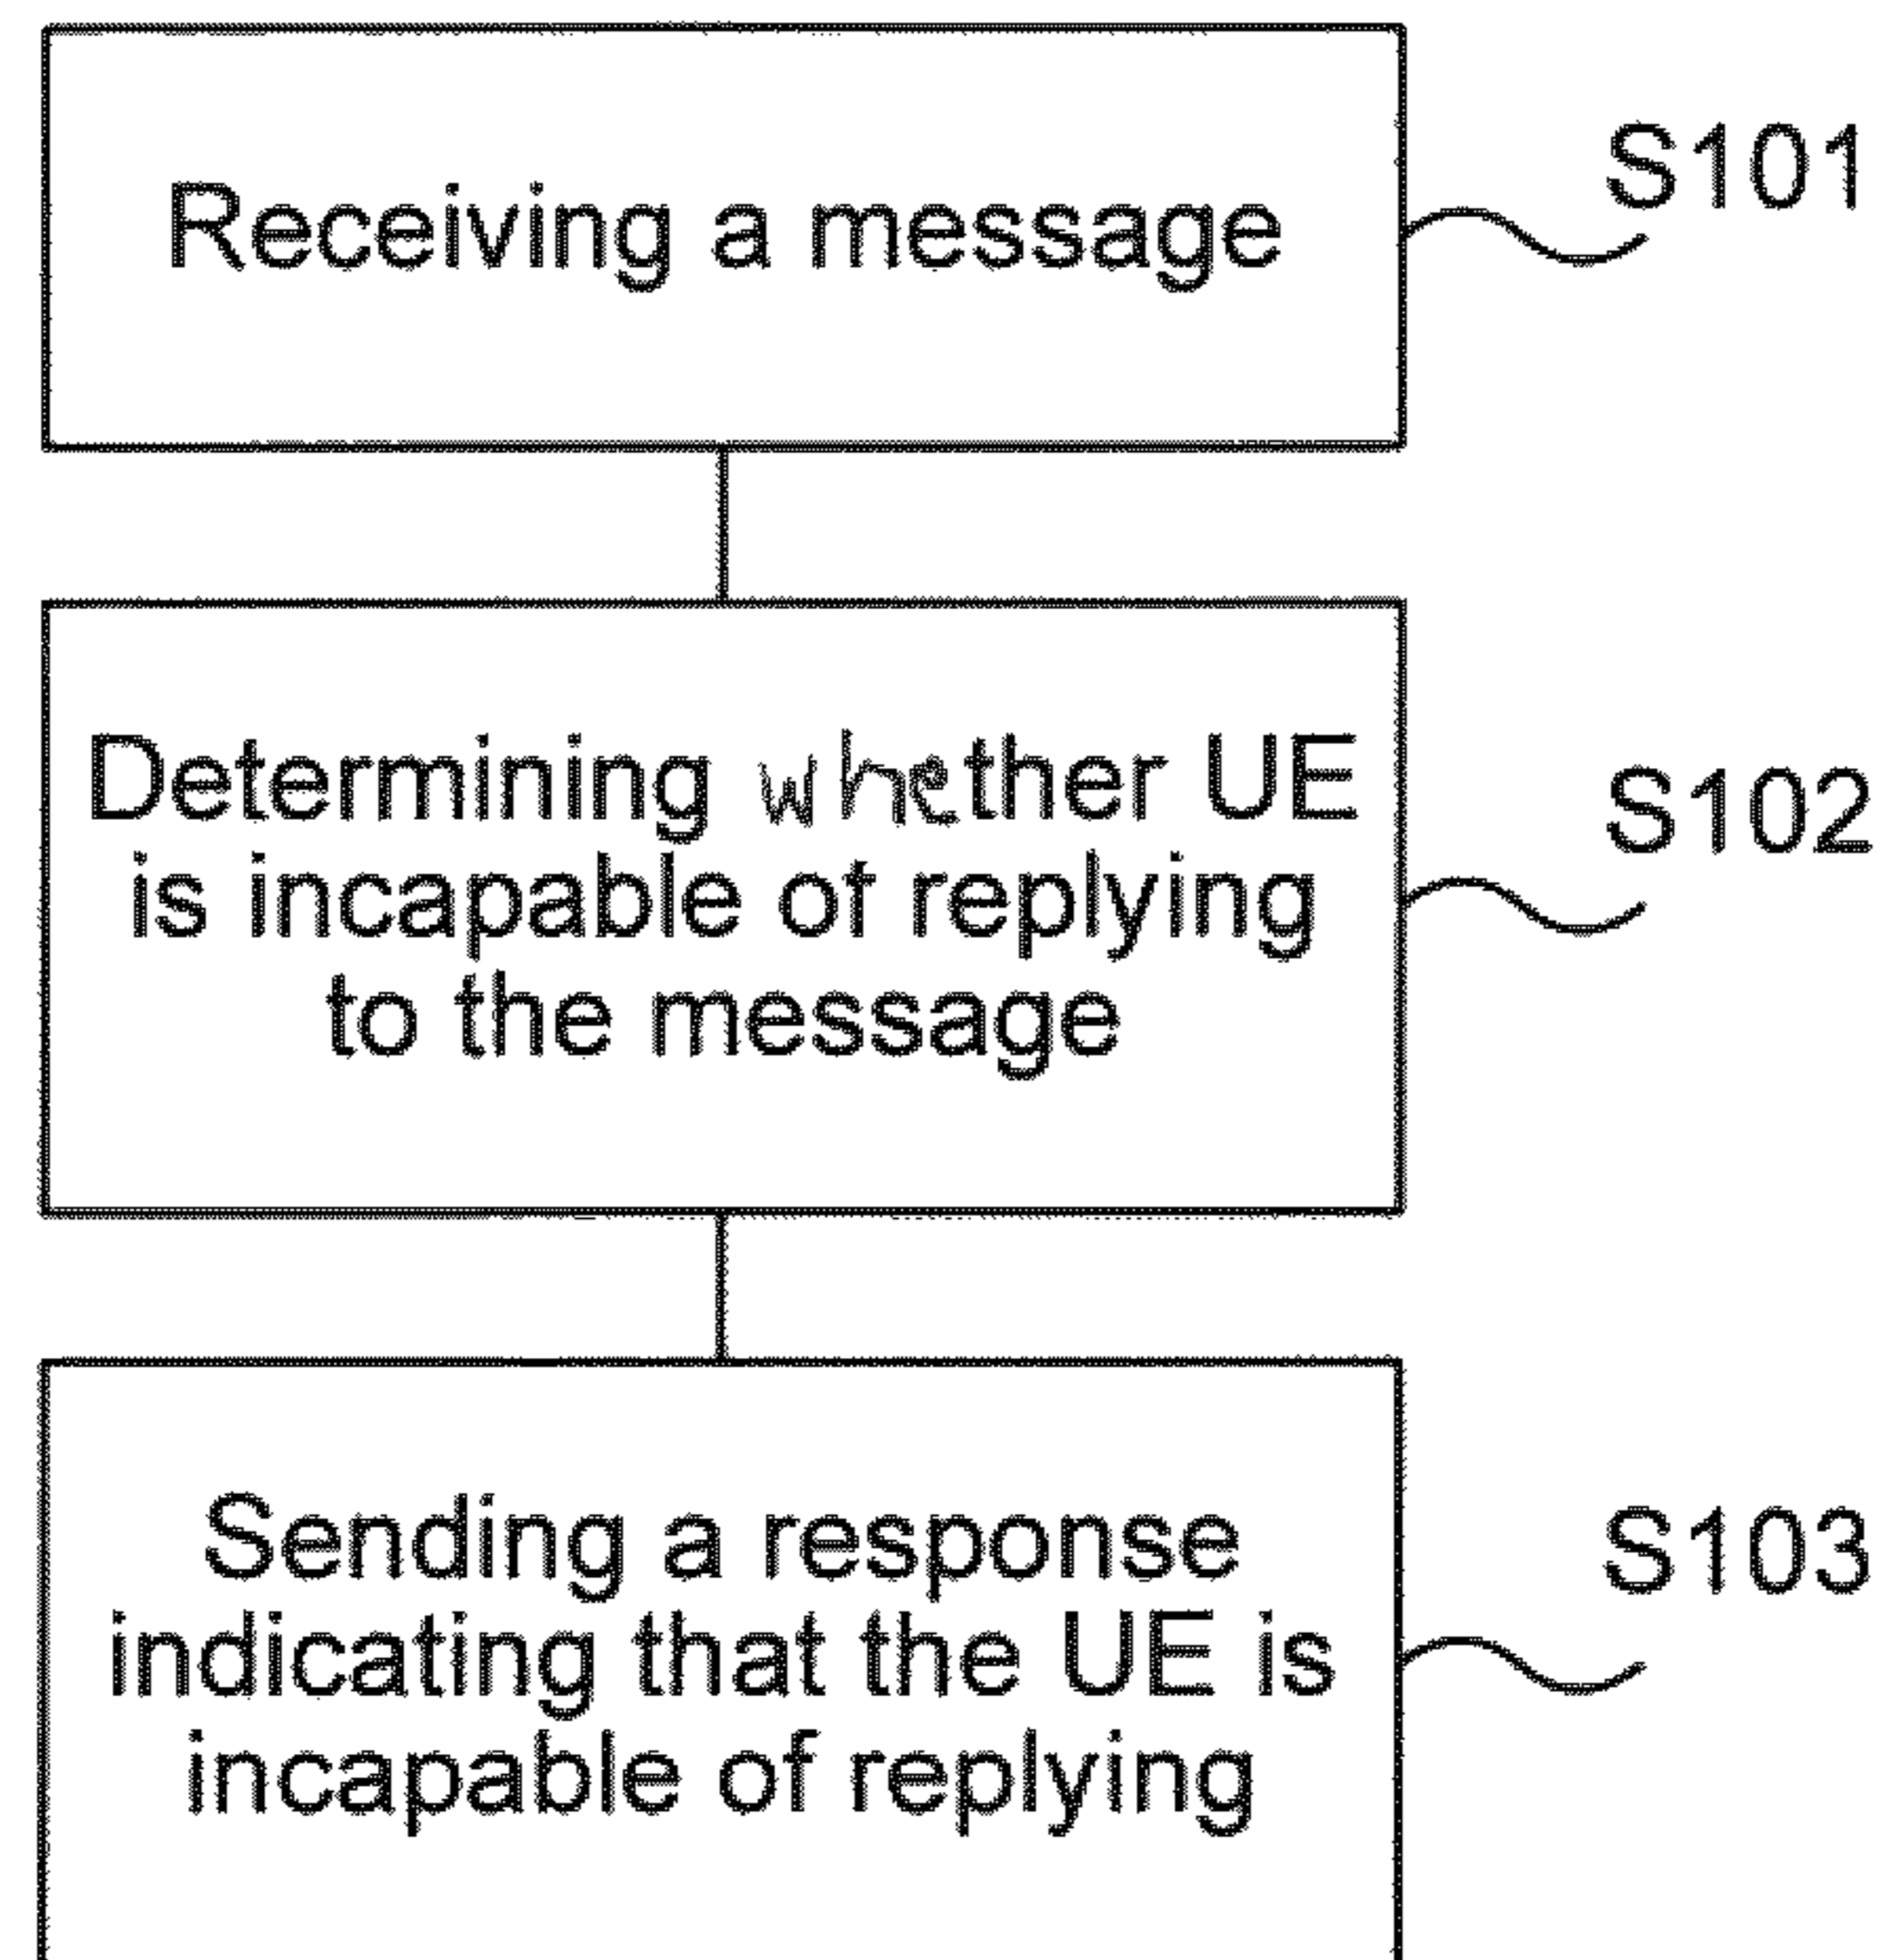 Receiving a message
S101
Determining whether UE
is incapable of replying
to the message
S102
Sending a response
indicating that the UE is
incapable of replying
S103